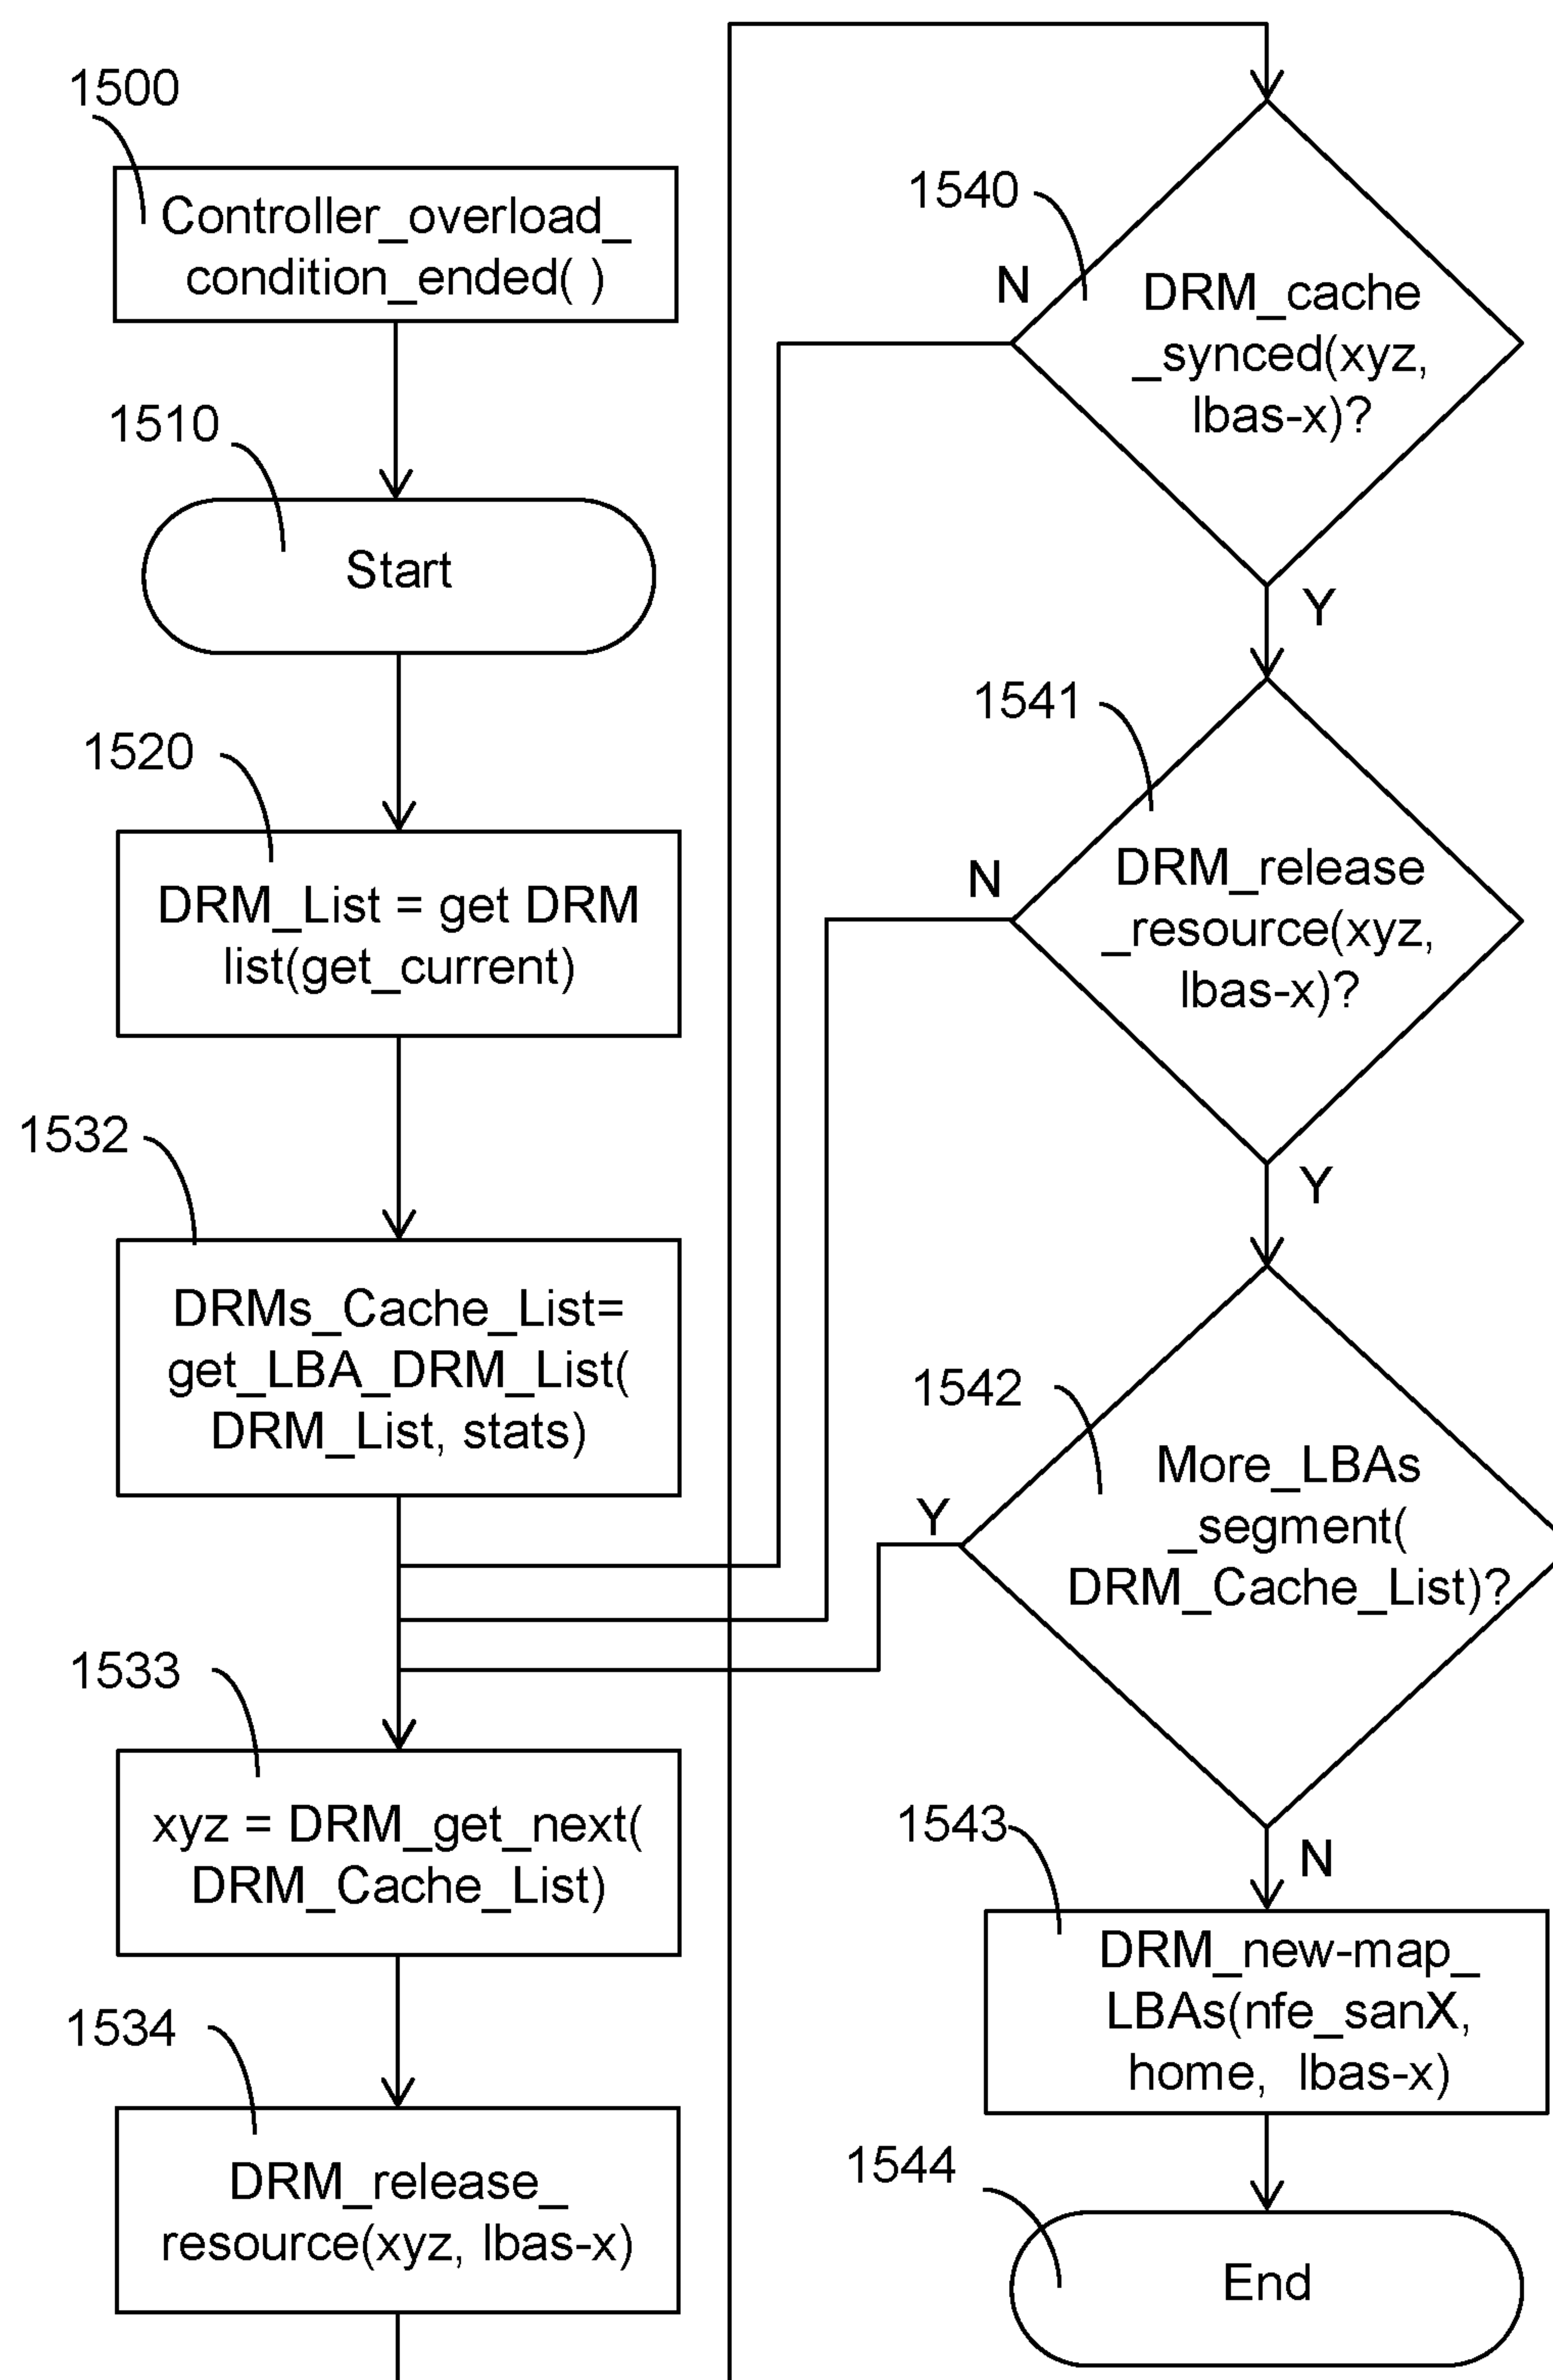 1500
Controller_overload_
condition_ended( )
1510
Start
1520
DRM_List = get DRM
list(get_current)
1532
DRMs_Cache_List=
get_LBA_DRM_List(
DRM_List, stats)
1533
xyz = DRM_get_next(
DRM_Cache_List)
1534
DRM_release_
resource(xyz, lbas-x)
1540
N
DRM_cache
_synced(xyz,
lbas-x)?
Y
1541
N
DRM_release
_resource(xyz,
lbas-x)?
Y
1542
Y
More_LBAs
_segment(
DRM_Cache_List)?
N
1543
DRM_new-map_
LBAs(nfe_sanX,
home, lbas-x)
1544
End